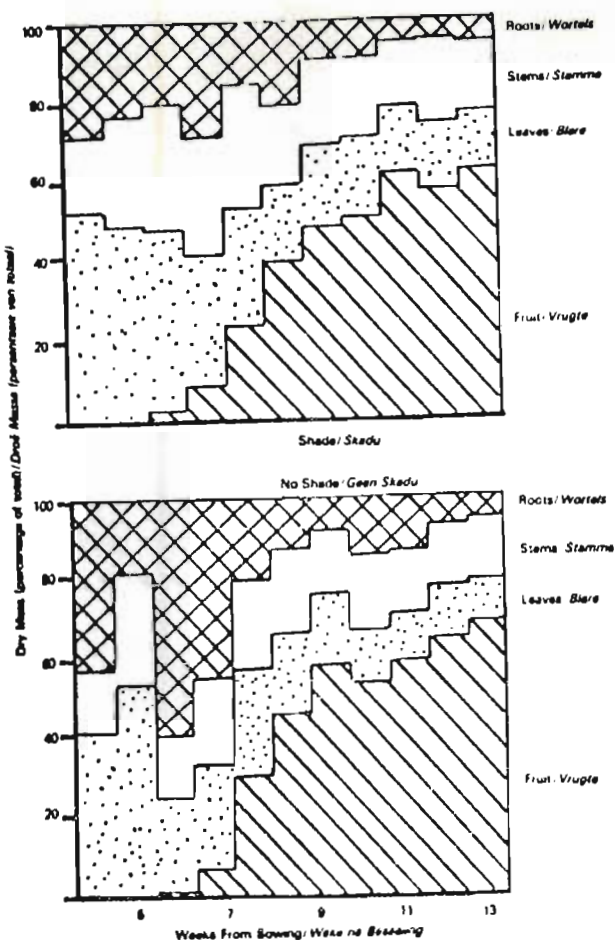 100
80
60
40
20
Roots/Wortels
Stems/Stamme
Leaves/Blare
Fruit/Vrugte
Shade/Skadu
Dry Mass (percentage of total)/Droë Massa (persentasie van totaal)
No Shade/Geen Skadu
100
80
60
40
20
Roots/Wortels
Stems/Stamme
Leaves/Blare
Fruit/Vrugte
7
9
11
13
Weeks From Sowing/Weke na